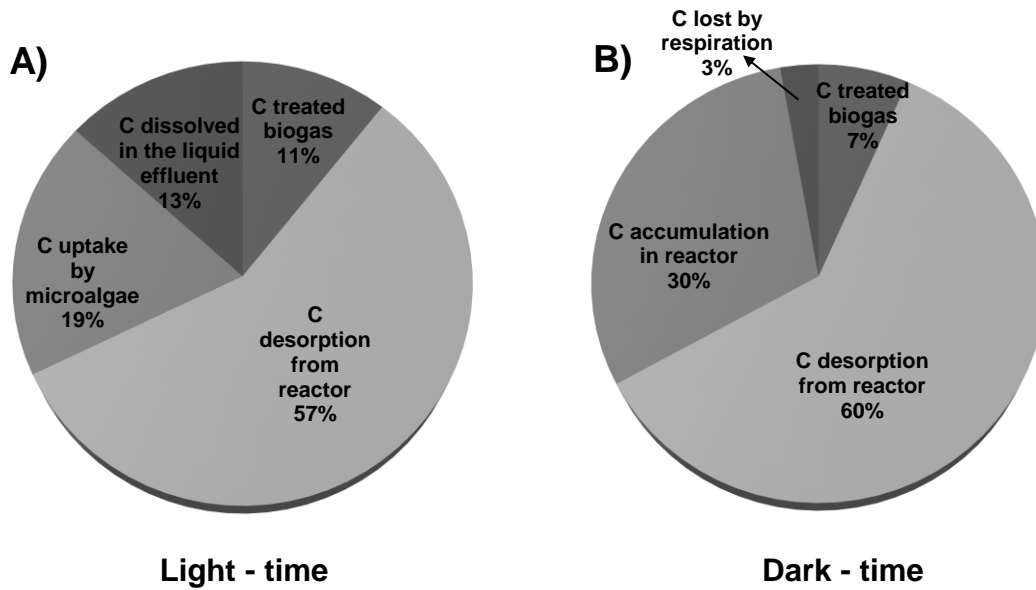 A)
C treated
biogas
11%
C dissolved
in the liquid
effluent
13%
C uptake
by
microalgae
19%
C
desorption
from
reactor
57%
Light - time
B)
C lost by
respiration
3%
C treated
biogas
7%
C accumulation
in reactor
30%
C desorption
from reactor
60%
Dark - time